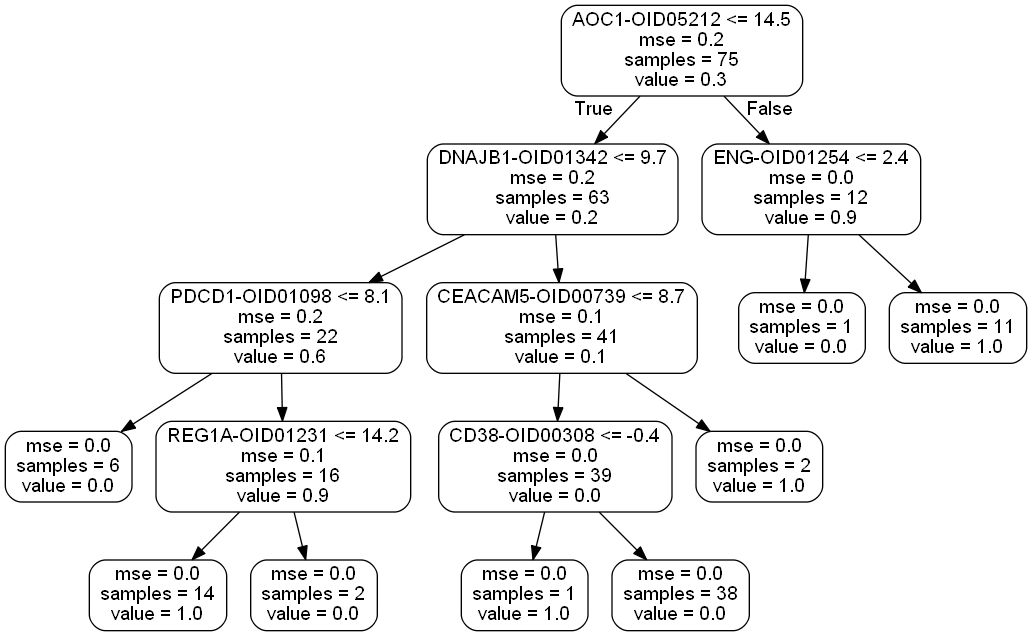 AOC1-OID05212 <= 14.5
mse = 0.2
samples = 75
value = 0.3
True
False
DNAJB1-OID01342 <= 9.7
mse = 0.2
samples = 63
value = 0.2
ENG-OID01254 <= 2.4
mse = 0.0
samples = 12
value = 0.9
PDCD1-OID01098 <= 8.1
mse = 0.2
samples = 22
value = 0.6
CEACAM5-OID00739 <= 8.7
mse = 0.1
samples = 41
value = 0.1
mse = 0.0
samples = 1
value = 0.0
mse = 0.0
samples = 11
value = 1.0
mse = 0.0
samples = 6
value = 0.0
REG1A-OID01231 <= 14.2
mse = 0.1
samples = 16
value = 0.9
CD38-OID00308 <= -0.4
mse = 0.0
samples = 39
value = 0.0
mse = 0.0
samples = 2
value = 1.0
mse = 0.0
samples = 14
value = 1.0
mse = 0.0
samples = 2
value = 0.0
mse = 0.0
samples = 1
value = 1.0
mse = 0.0
samples = 38
value = 0.0